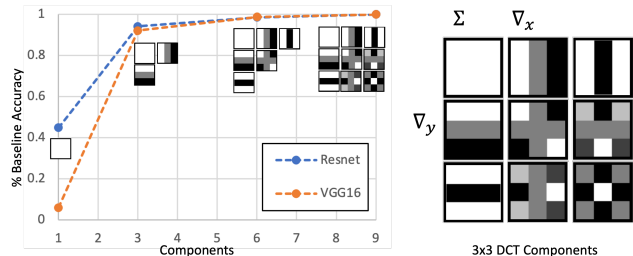 % Baseline Accuracy
1
0.8
0.6
0.4
0.2
0
1 2 3 4 5 6 7 8 9
Components
Resnet
VGG16
Σ ∇x
∇y
3x3 DCT Components